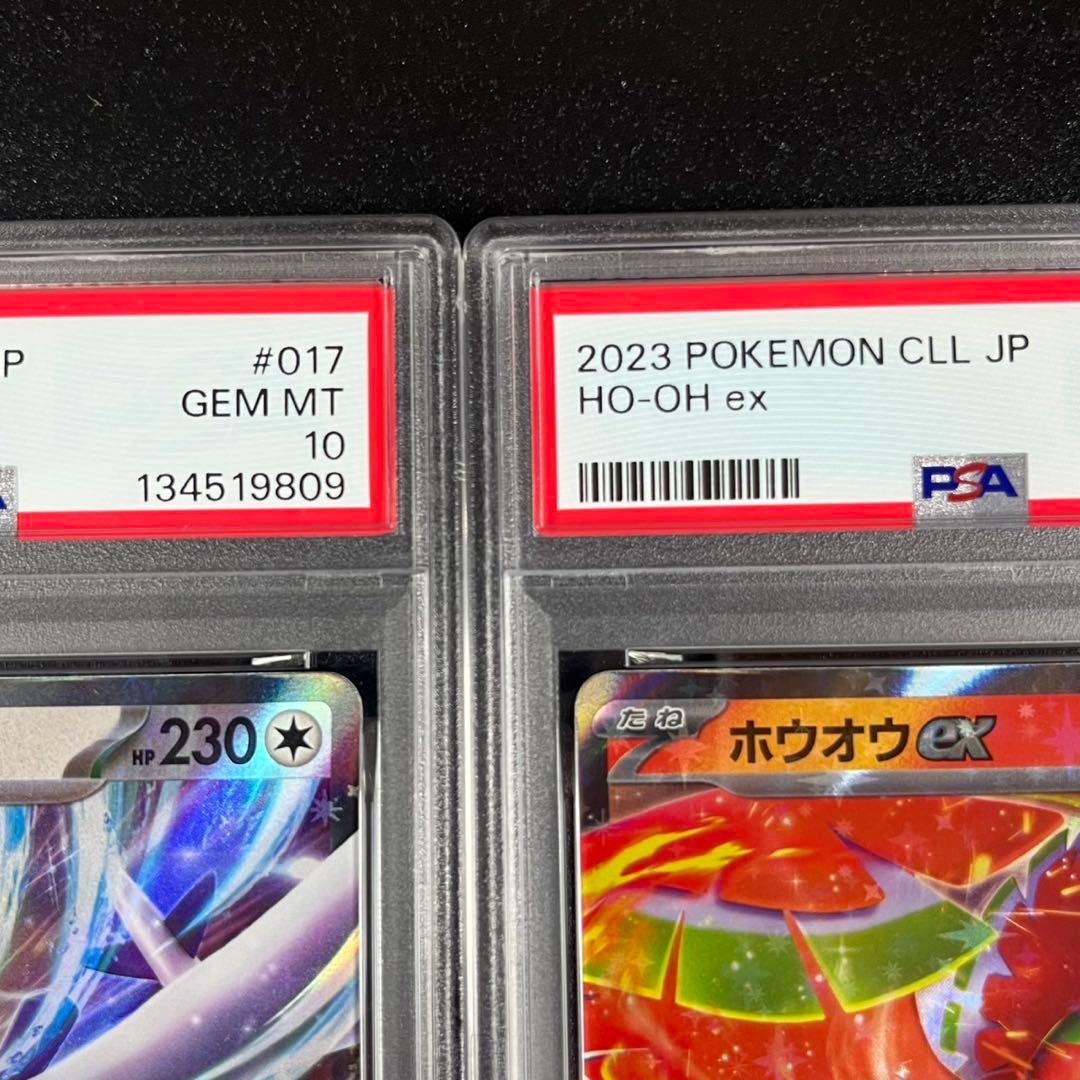 P
#017
GEM MT
10
134519809
2023 POKEMON CLL JP
HO-OH ex
PSA
HP 230
たね ホウオウex